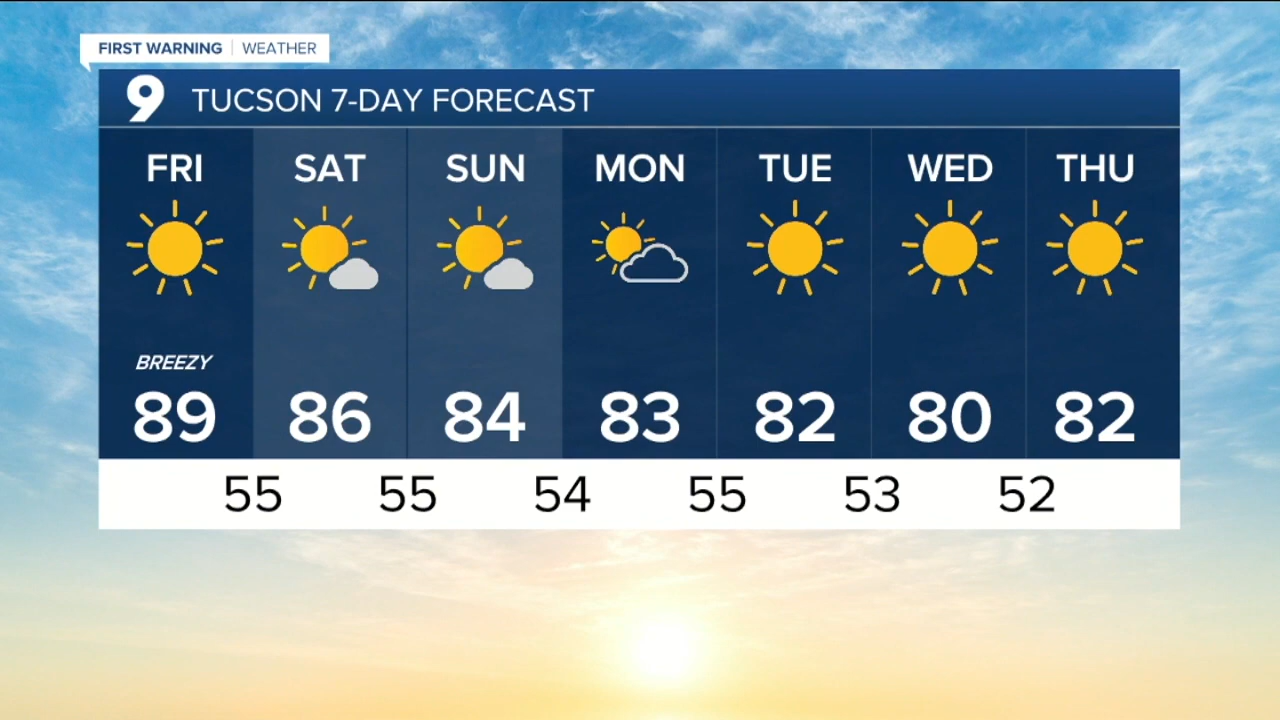 FIRST WARNING | WEATHER
9 TUCSON 7-DAY FORECAST
FRI SAT SUN MON TUE WED THU
BREEZY
89 86 84 83 82 80 82
55 55 54 55 53 52